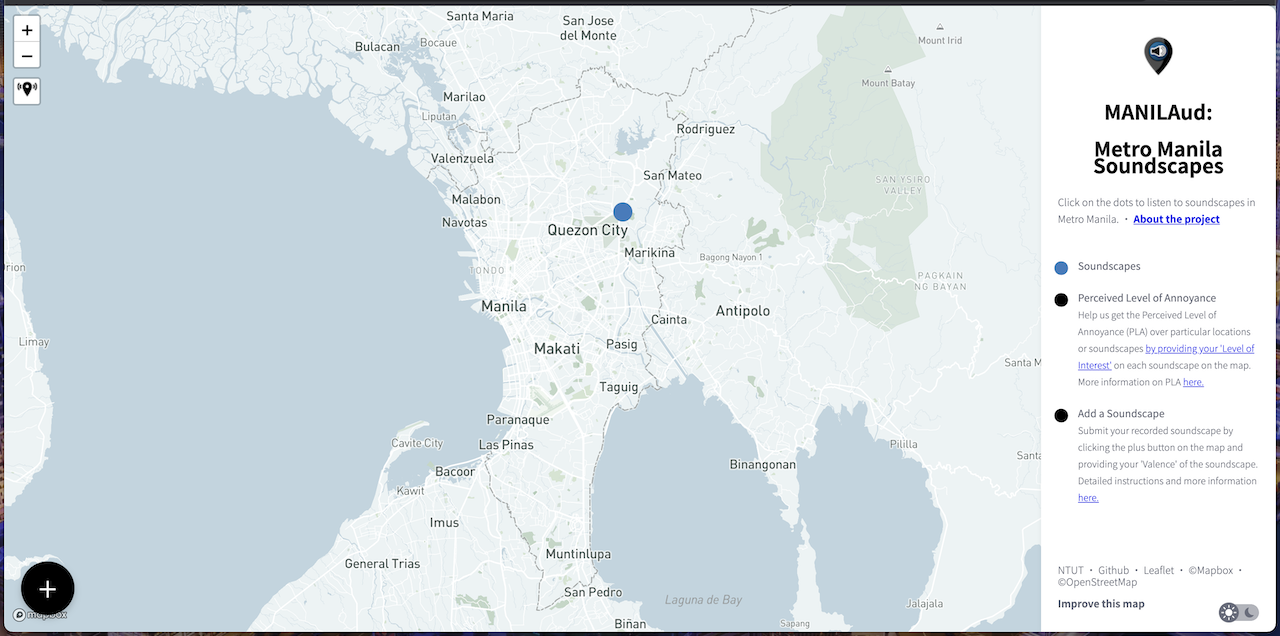 +
−
Santa Maria
San Jose
del Monte
Bulacan
Bocaue
Mount Irid
Mount Batay
Marilao
Liputan
Rodriguez
Valenzuela
San Mateo
SAN YSIRO
VALLEY
Malabon
Navotas
Quezon City
Marikina
Bagong Nayon 1
TONDO
rion
PAGKAIN
NG BAYAN
Manila
Antipolo
Cainta
Limay
Makati
Pasig
Santa M
Taguig
Paranaque
Cavite City
Las Pinas
Pililla
Bacoor
Binangonan
Santa
Kawit
Imus
Muntinlupa
General Trias
San Pedro
Laguna de Bay
Jalajala
Biñan
Sapang
+
mapbox
MANILAud:
Metro Manila
Soundscapes
Click on the dots to listen to soundscapes in
Metro Manila. · About the project
Soundscapes
Perceived Level of Annoyance
Help us get the Perceived Level of
Annoyance (PLA) over particular locations
or soundscapes by providing your 'Level of
Interest' on each soundscape on the map.
More information on PLA here.
Add a Soundscape
Submit your recorded soundscape by
clicking the plus button on the map and
providing your 'Valence' of the soundscape.
Detailed instructions and more information
here.
NTUT · Github · Leaflet · ©Mapbox ·
©OpenStreetMap
Improve this map